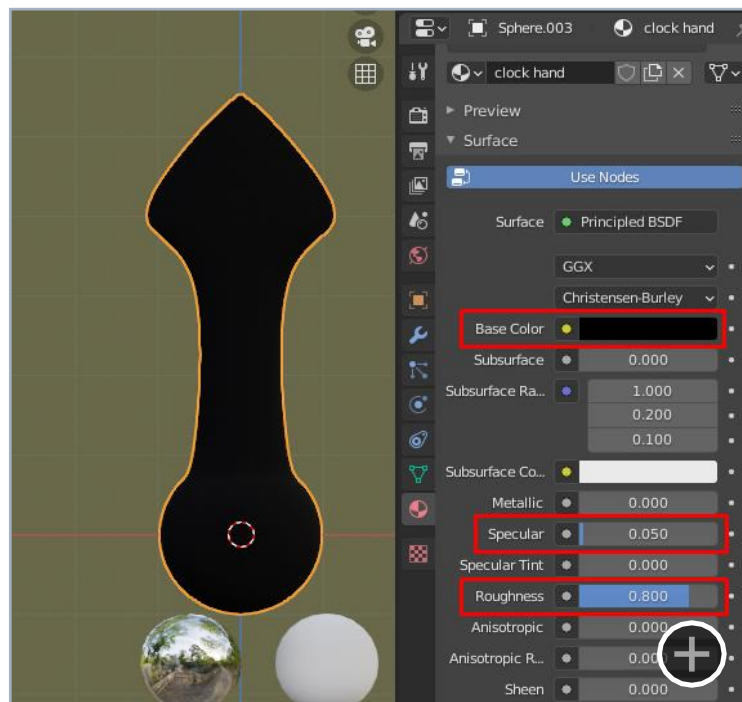 Sphere.003 clock hand
clock hand
Preview
Surface
Use Nodes
Surface Principled BSDF
GGX
Christensen-Burley
Base Color
Subsurface 0.000
Subsurface Ra... 1.000
0.200
0.100
Subsurface Co...
Metallic 0.000
Specular 0.050
Specular Tint 0.000
Roughness 0.800
Anisotropic 0.000
Anisotropic R...
Sheen 0.000